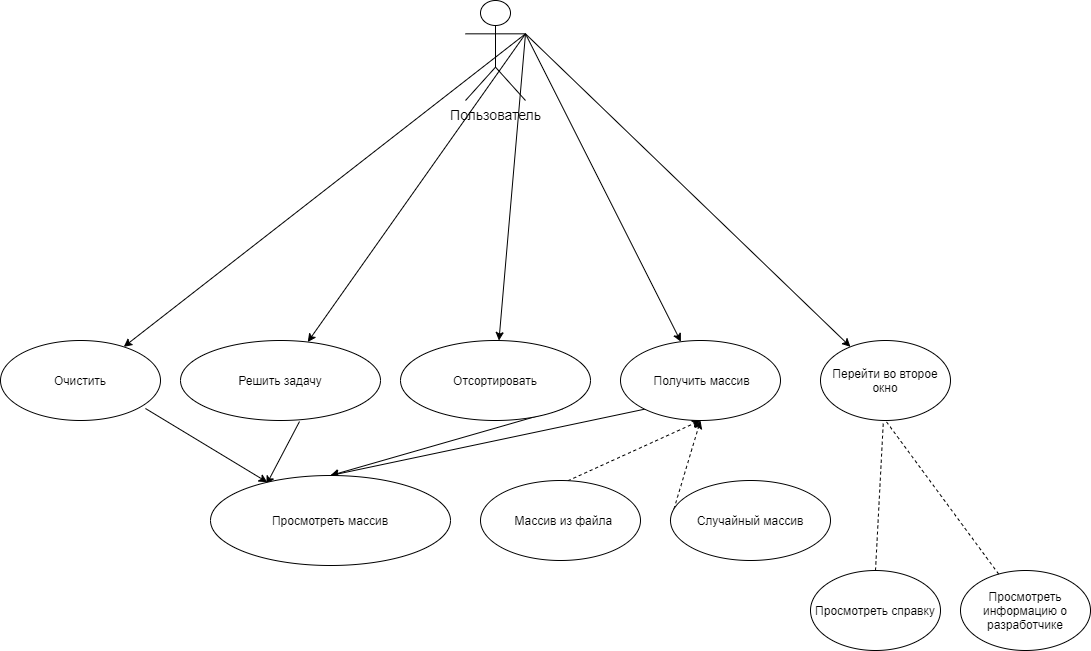 Пользователь
Очистить
Решить задачу
Отсортировать
Получить массив
Перейти во второе
окно
Просмотреть массив
Массив из файла
Случайный массив
Просмотреть справку
Просмотреть
информацию о
разработчике